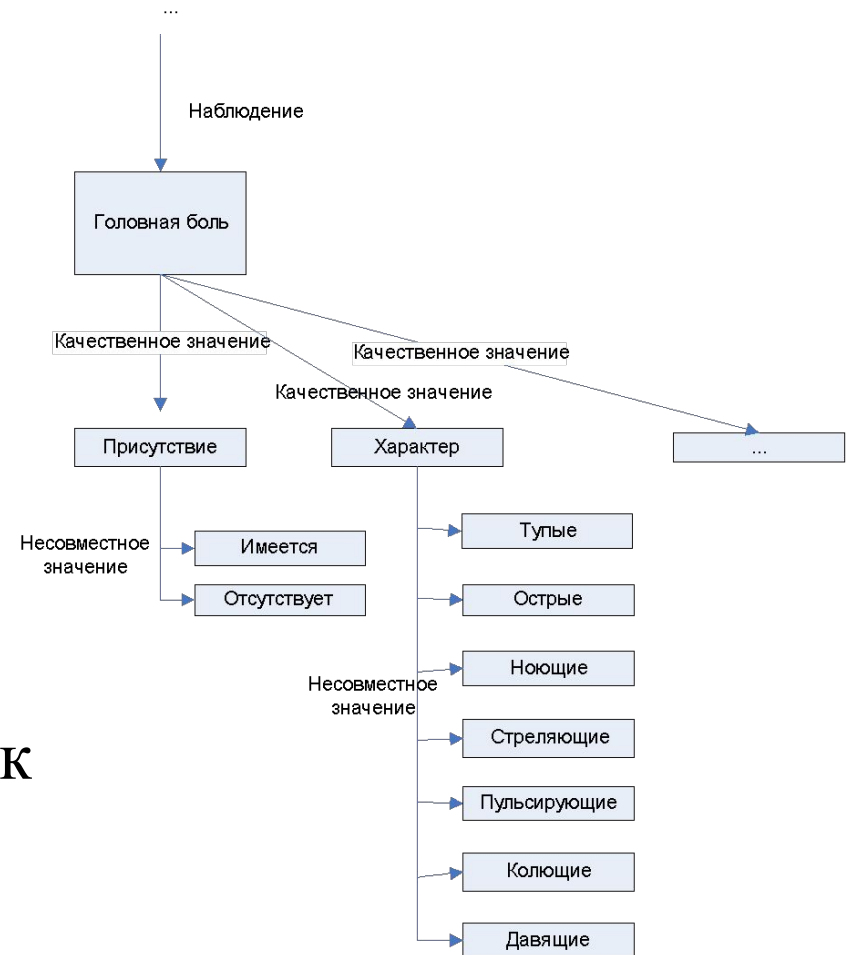 ...
Наблюдение
Головная боль
Качественное значение
Качественное значение
Качественное значение
Присутствие
Характер
...
Несовместное
значение
Имеется
Отсутствует
Несовместное
значение
Тупые
Острые
Ноющие
Стреляющие
Пульсирующие
Колющие
Давящие
к